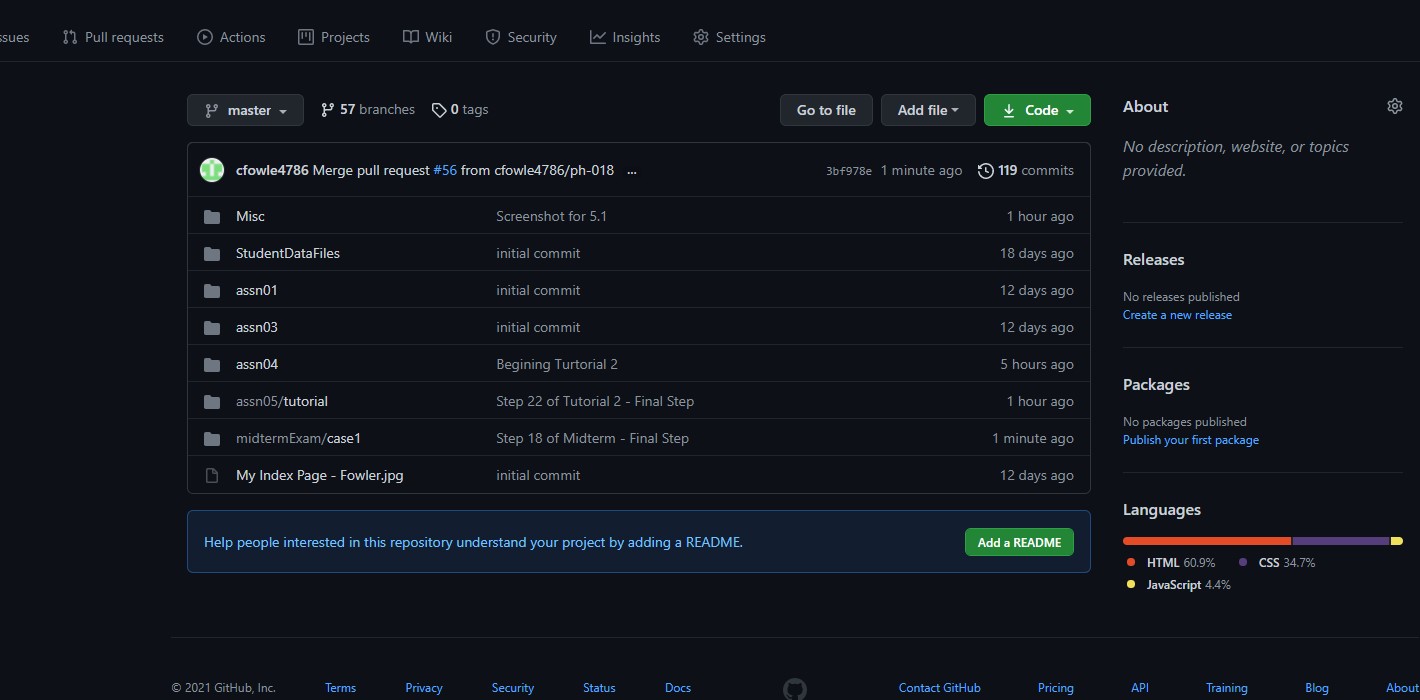 ssues Pull requests Actions Projects Wiki Security Insights Settings
master 57 branches 0 tags Go to file Add file Code
cfowle4786 Merge pull request #56 from cfowle4786/ph-018 ... 3bf978e 1 minute ago 119 commits
Misc Screenshot for 5.1 1 hour ago
StudentDataFiles initial commit 18 days ago
assn01 initial commit 12 days ago
assn03 initial commit 12 days ago
assn04 Begining Turtorial 2 5 hours ago
assn05/tutorial Step 22 of Tutorial 2 - Final Step 1 hour ago
midtermExam/case1 Step 18 of Midterm - Final Step 1 minute ago
My Index Page - Fowler.jpg initial commit 12 days ago
Help people interested in this repository understand your project by adding a README. Add a README
About
No description, website, or topics
provided.
Releases
No releases published
Create a new release
Packages
No packages published
Publish your first package
Languages
HTML 60.9% CSS 34.7%
JavaScript 4.4%
© 2021 GitHub, Inc. Terms Privacy Security Status Docs Contact GitHub Pricing API Training Blog About